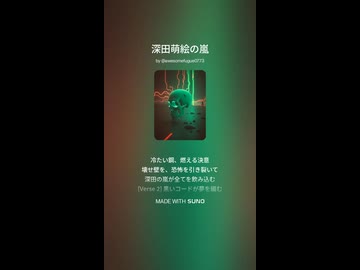 深田萌絵の嵐
by @awesomefugue0773
冷たい鋼、燃える決意
壊せ壁を、恐怖を引き裂いて
深田の嵐が全てを飲み込む
[Verse 2] 黒いコードが夢を編む
MADE WITH SUNO